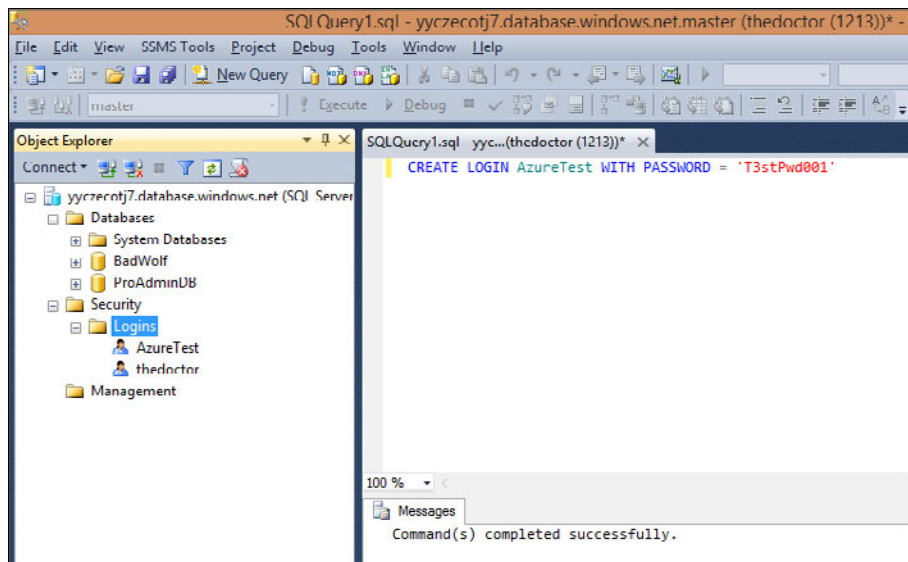 SQLQuery1.sql - yyczecotj7.database.windows.net.master (thedoctor (1213))* -
File Edit View SSMS Tools Project Debug Tools Window Help
New Query
master Execute Debug
Object Explorer
SQLQuery1.sql yyc...(thedoctor (1213))*
Connect
CREATE LOGIN AzureTest WITH PASSWORD = 'T3stPwd001'
yyczecotj7.database.windows.net (SQL Server
Databases
System Databases
BadWolf
ProAdminDB
Security
Logins
AzureTest
thedoctor
Management
100 %
Messages
Command(s) completed successfully.